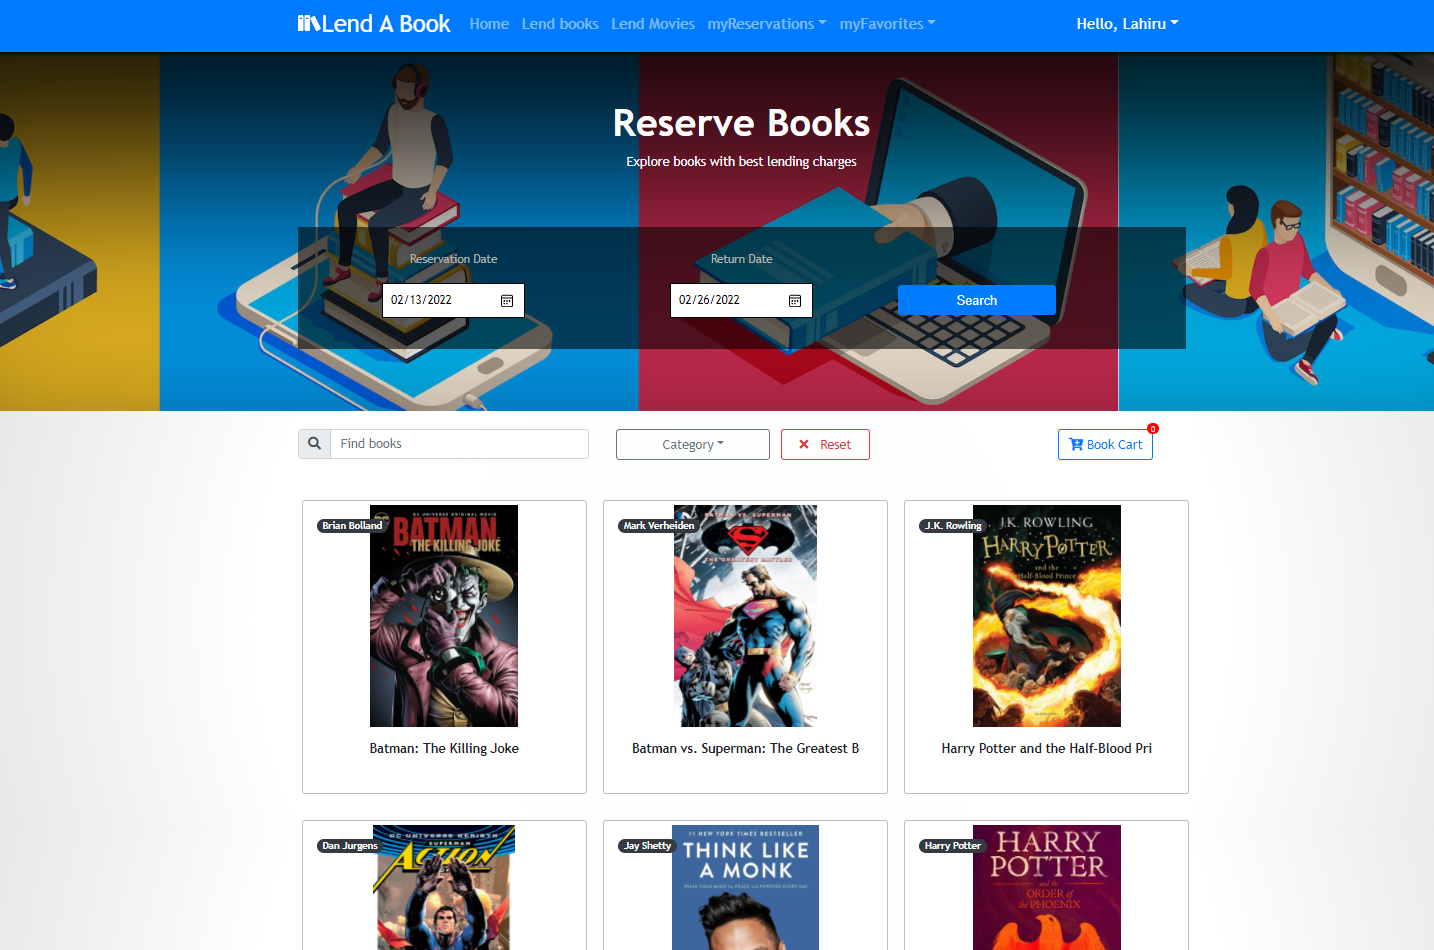 Lend A Book
Home
Lend books
Lend Movies
myReservations
myFavorites
Hello, Lahiru
Reserve Books
Explore books with best lending charges
Reservation Date
Return Date
02/13/2022
02/26/2022
Search
Find books
Category
Reset
Book Cart
0
Brian Bolland
DC UNIVERSE ORIGINAL MOVIE
BATMAN
THE KILLING JOKE
Batman: The Killing Joke
Mark Verheiden
BATMAN VS. SUPERMAN
THE GREATEST BATTLES
Batman vs. Superman: The Greatest B
J.K. Rowling
J.K. ROWLING
HARRY POTTER
and the
Half-Blood Prince
Harry Potter and the Half-Blood Pri
Dan Jurgens
DC UNIVERSE REBIRTH
SUPERMAN
ACTION
Jay Shetty
#1 NEW YORK TIMES BESTSELLER
THINK LIKE
A MONK
TRAIN YOUR MIND for PEACE and PURPOSE EVERY DAY
Harry Potter
HARRY
POTTER
and the
ORDER of
the PHOENIX